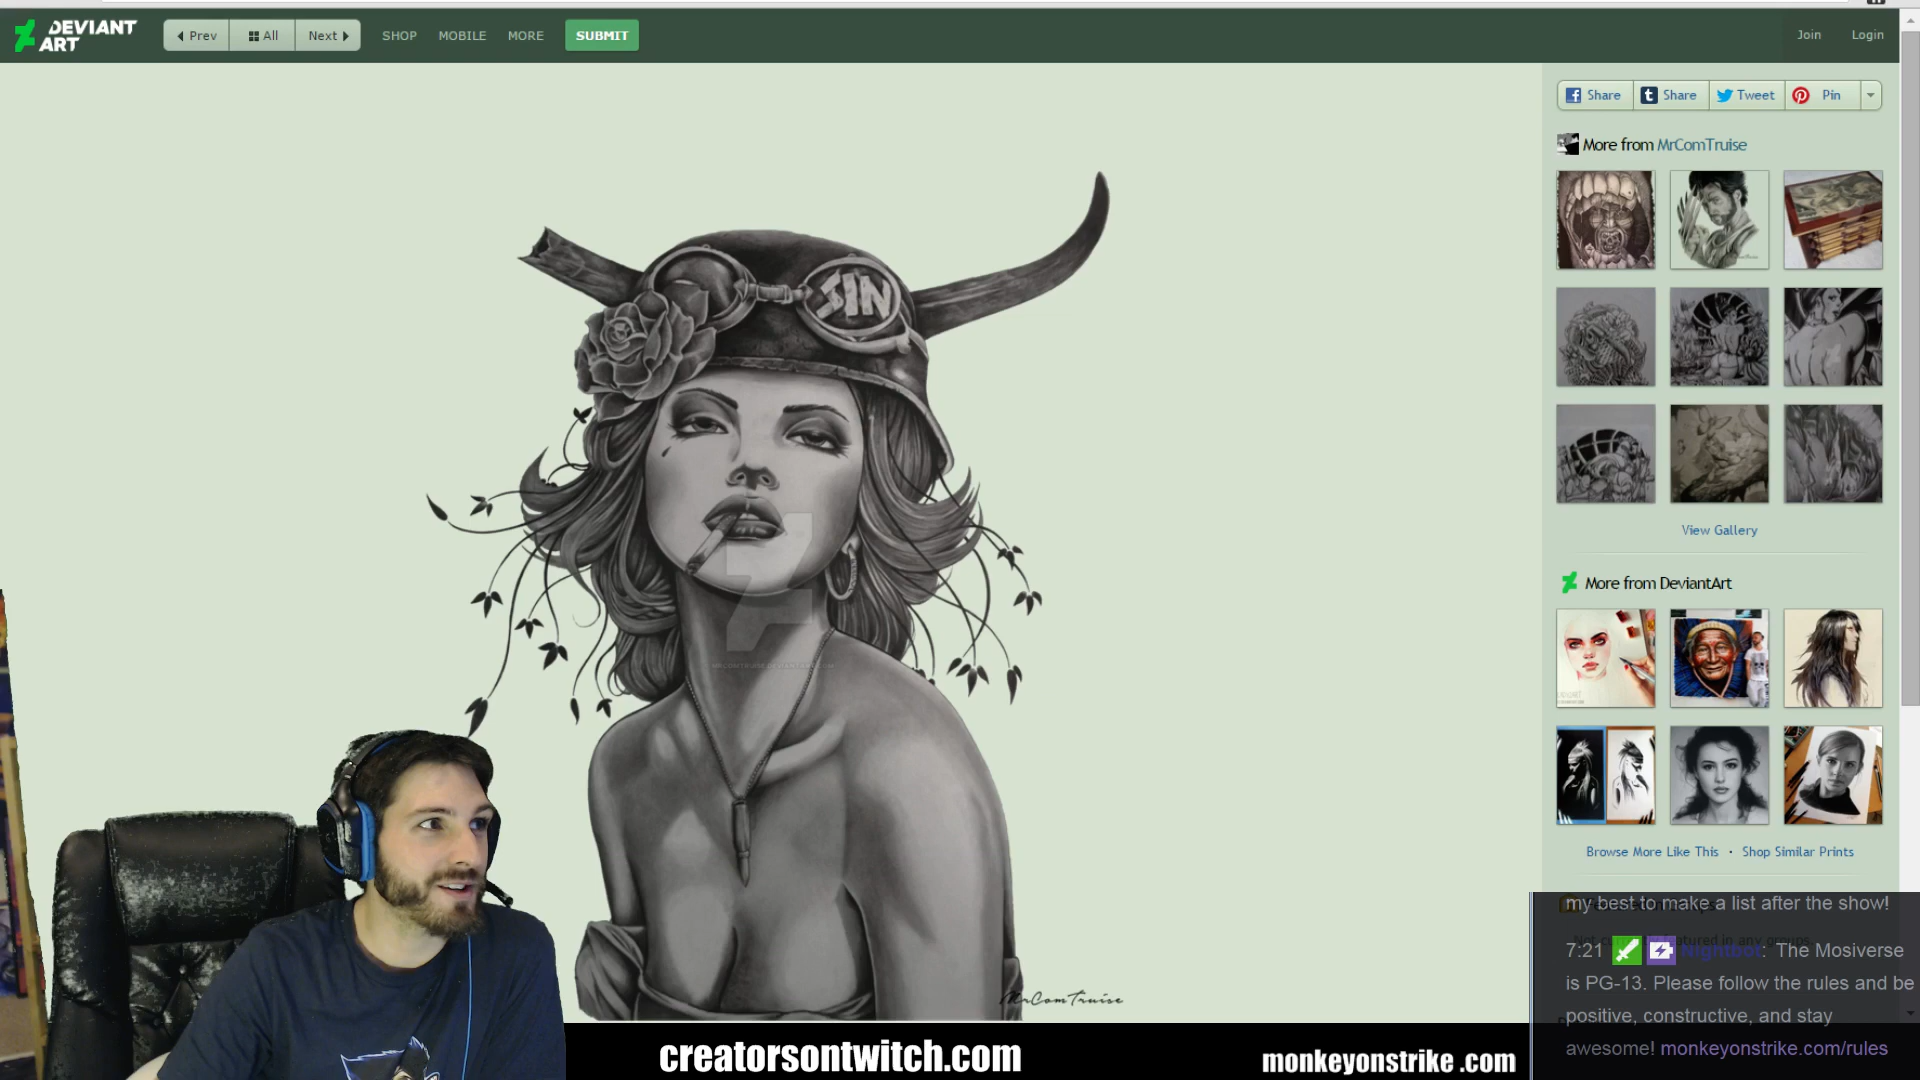 DEVIANT
ART
Prev
All
Next
SHOP
MOBILE
MORE
SUBMIT
Join
Login
Share
Share
Tweet
Pin
More from MrComTruise
SIN
View Gallery
More from DeviantArt
Browse More Like This · Shop Similar Prints
my best to make a list after the show!
7:21 Nightbot: The Mosiverse
is PG-13. Please follow the rules and be
positive, constructive, and stay
awesome! monkeyonstrike.com/rules
MrComTruise
creatorsontwitch.com
monkeyonstrike .com